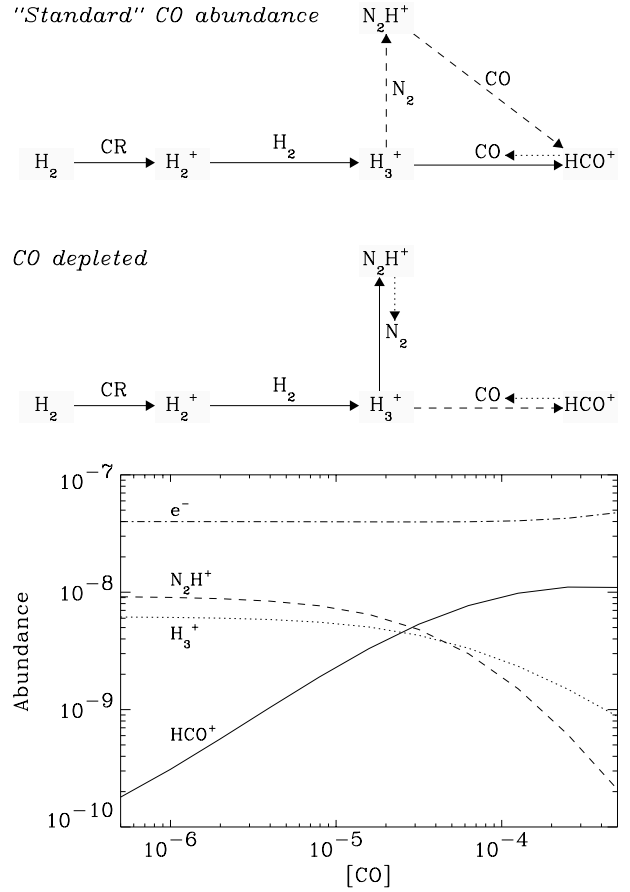 "Standard" CO abundance
N₂H⁺
CO
N₂
H₂ CR H₂⁺ H₂ H₃⁺ CO HCO⁺
CO depleted
N₂H⁺
N₂
H₂ CR H₂⁺ H₂ H₃⁺ CO HCO⁺
10⁻⁷
e⁻
10⁻⁸
N₂H⁺
H₃⁺
Abundance
10⁻⁹
HCO⁺
10⁻¹⁰
10⁻⁶ 10⁻⁵ 10⁻⁴
[CO]